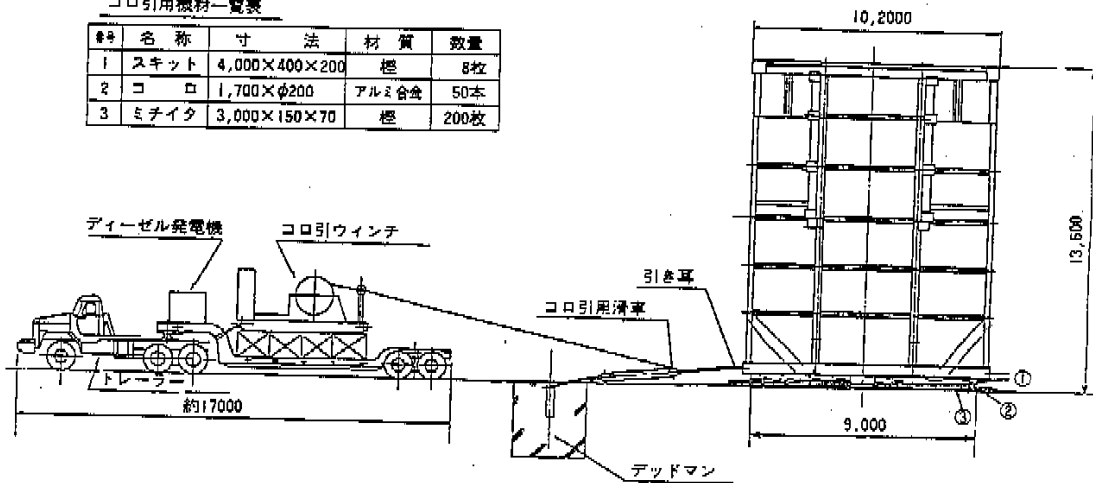 コロ引用機材一覧表
番号 名称 寸法 材質 数量
1 スキット 4,000×400×200 樫 8枚
2 コロ 1,700×φ200 アルミ合金 50本
3 ミチイタ 3,000×150×70 樫 200枚
10,2000
13,600
ディーゼル発電機
コロ引ウィンチ
引き耳
コロ引用滑車
トレーラー
①
③
②
約17000
9,000
デッドマン